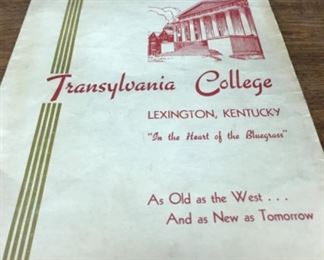 Transylvania College
LEXINGTON, KENTUCKY
"In the Heart of the Bluegrass"
As Old as the West . . .
And as New as Tomorrow